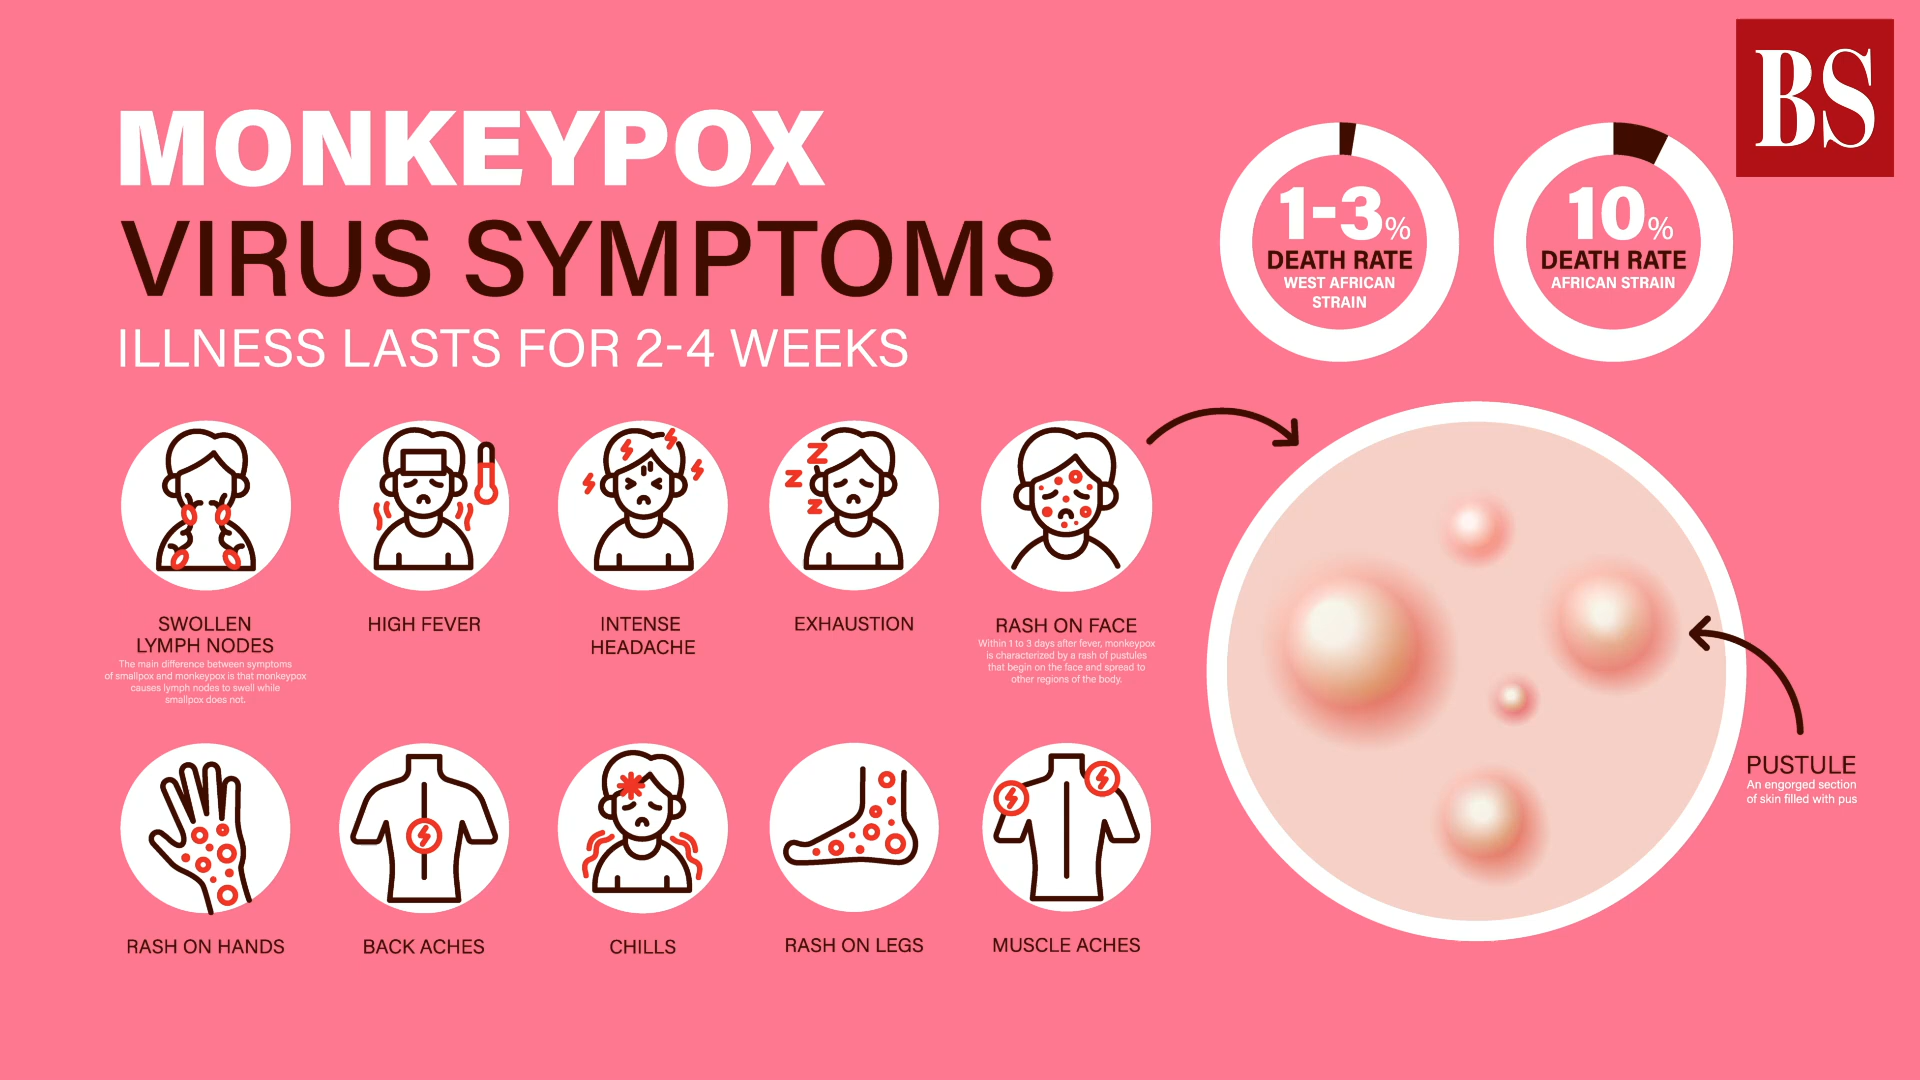 BS
MONKEYPOX
VIRUS SYMPTOMS
ILLNESS LASTS FOR 2-4 WEEKS
1-3%
DEATH RATE
WEST AFRICAN
STRAIN
10%
DEATH RATE
AFRICAN STRAIN
SWOLLEN
LYMPH NODES
The main difference between symptoms
of smallpox and monkeypox is that monkeypox
causes lymph nodes to swell while
smallpox does not.
HIGH FEVER
INTENSE
HEADACHE
EXHAUSTION
RASH ON FACE
Within 1 to 3 days after fever, monkeypox
is characterized by a rash of pustules
that begin on the face and spread to
other regions of the body.
PUSTULE
An engorged section
of skin filled with pus
RASH ON HANDS
BACK ACHES
CHILLS
RASH ON LEGS
MUSCLE ACHES